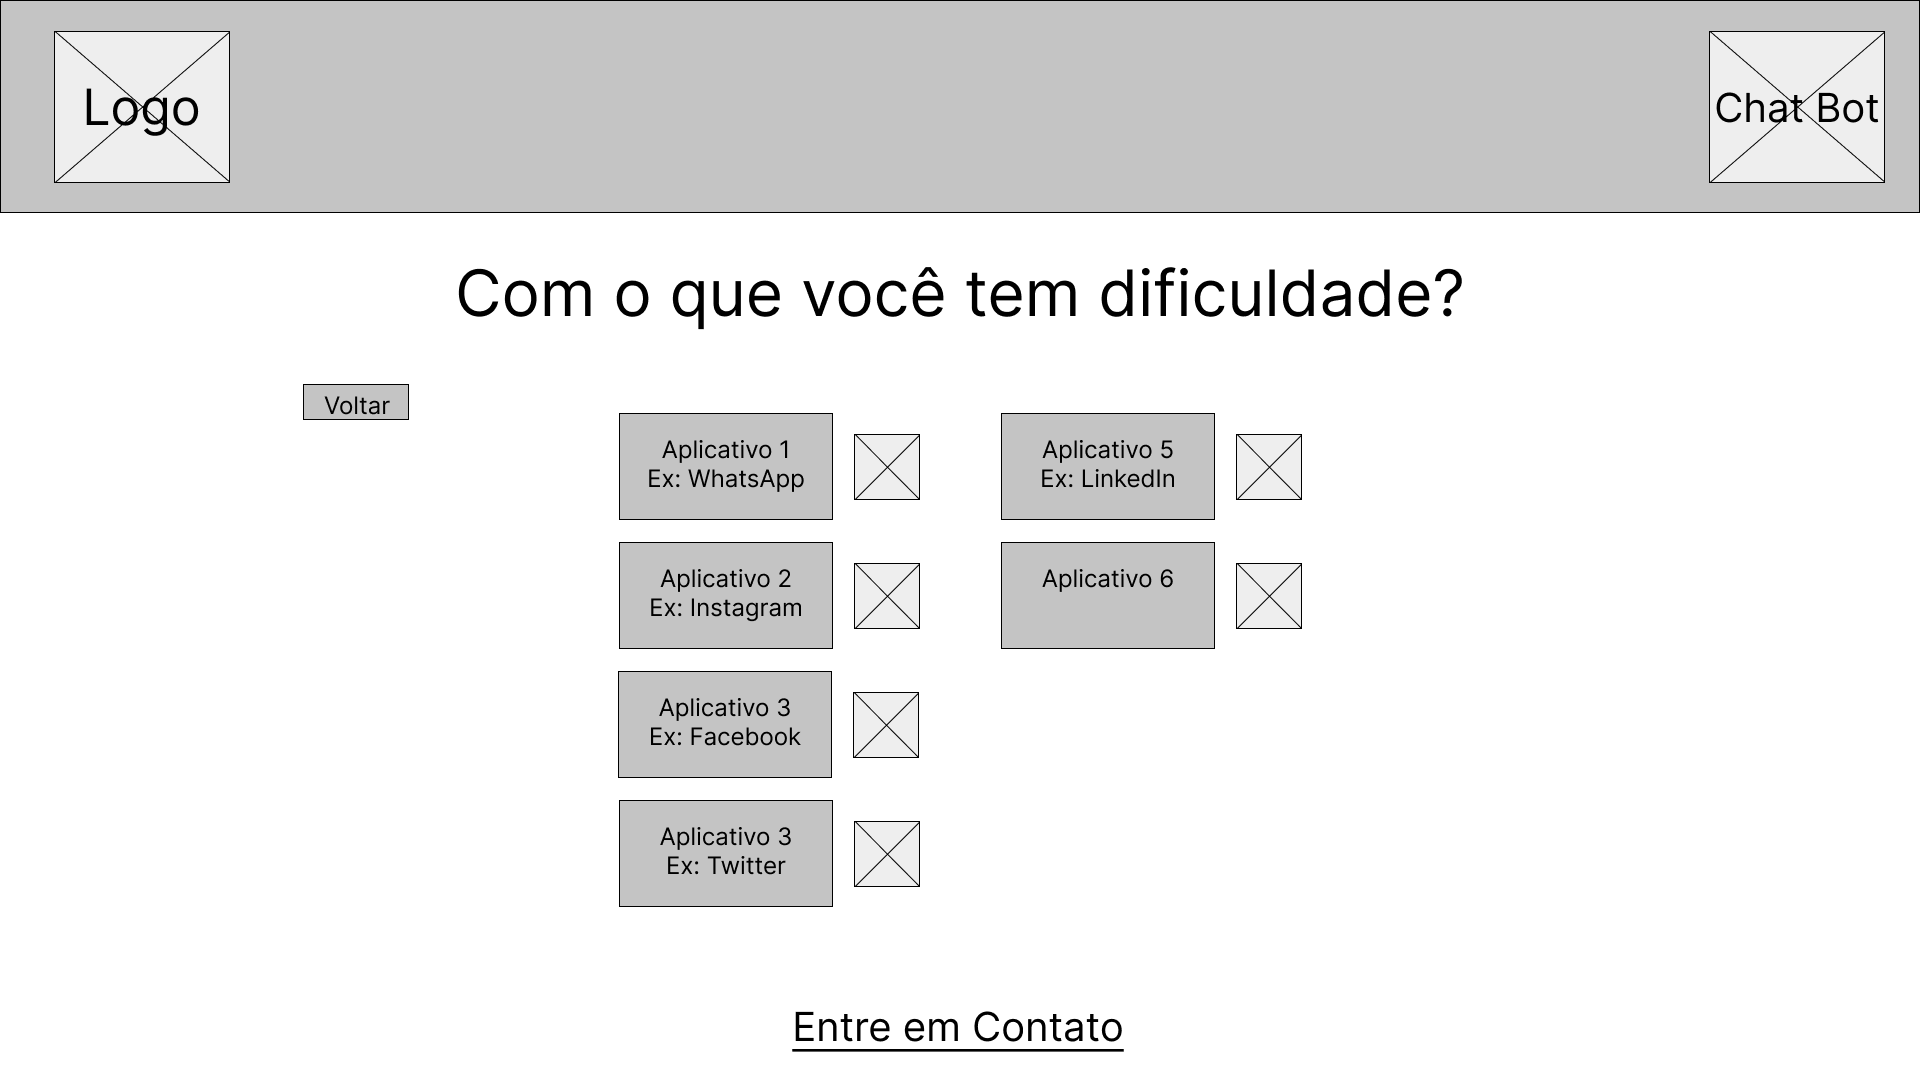 Logo
Chat Bot
Com o que você tem dificuldade?
Voltar
Aplicativo 1
Ex: WhatsApp
Aplicativo 2
Ex: Instagram
Aplicativo 3
Ex: Facebook
Aplicativo 3
Ex: Twitter
Aplicativo 5
Ex: LinkedIn
Aplicativo 6
Entre em Contato